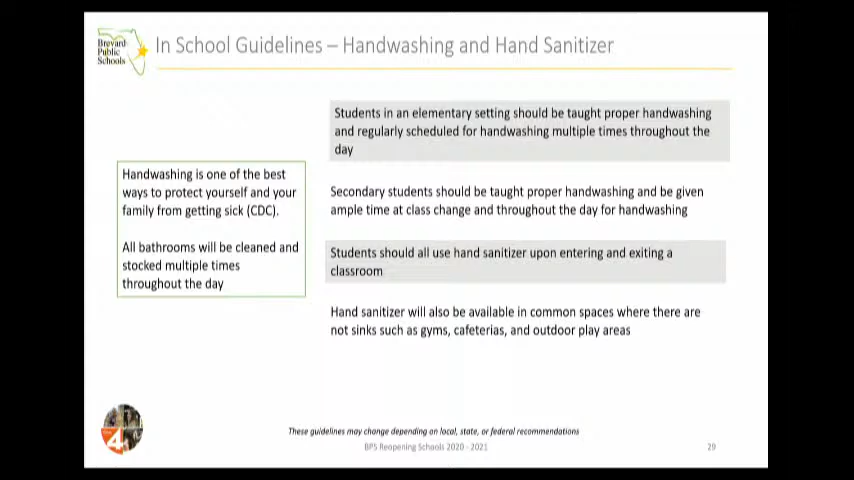 Brevard
Public
Schools
In School Guidelines – Handwashing and Hand Sanitizer
Handwashing is one of the best
ways to protect yourself and your
family from getting sick (CDC).
All bathrooms will be cleaned and
stocked multiple times
throughout the day
Students in an elementary setting should be taught proper handwashing
and regularly scheduled for handwashing multiple times throughout the
day
Secondary students should be taught proper handwashing and be given
ample time at class change and throughout the day for handwashing
Students should all use hand sanitizer upon entering and exiting a
classroom
Hand sanitizer will also be available in common spaces where there are
not sinks such as gyms, cafeterias, and outdoor play areas
4
These guidelines may change depending on local, state, or federal recommendations
BPS Reopening Schools 2020 - 2021
29